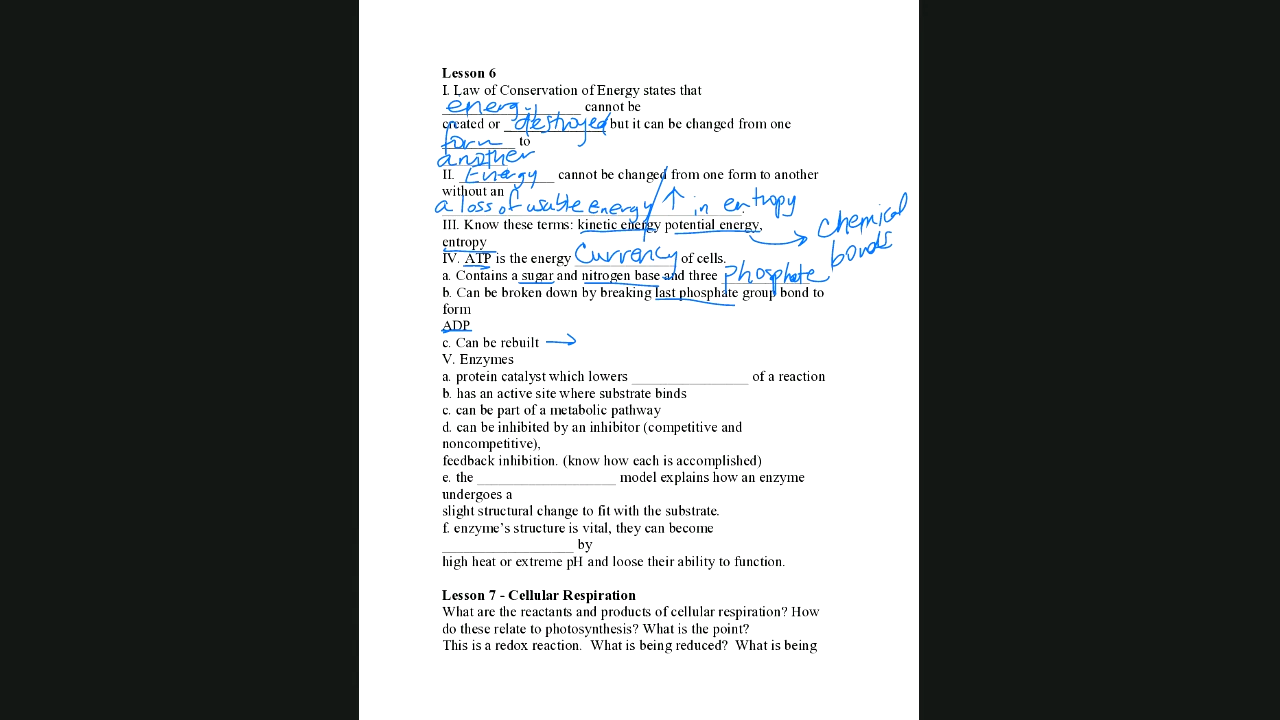 Lesson 6
I. Law of Conservation of Energy states that
energy cannot be
created or destroyed but it can be changed from one
form to
another
II. Energy cannot be changed from one form to another
without an
a loss of usable energy / ↑ in entropy
III. Know these terms: kinetic energy potential energy, → chemical bonds
entropy
IV. ATP is the energy currency of cells.
a. Contains a sugar and nitrogen base and three phosphate
b. Can be broken down by breaking last phosphate group bond to
form
ADP
c. Can be rebuilt →
V. Enzymes
a. protein catalyst which lowers ________________ of a reaction
b. has an active site where substrate binds
c. can be part of a metabolic pathway
d. can be inhibited by an inhibitor (competitive and
noncompetitive),
feedback inhibition. (know how each is accomplished)
e. the ___________________ model explains how an enzyme
undergoes a
slight structural change to fit with the substrate.
f. enzyme's structure is vital, they can become
__________________ by
high heat or extreme pH and loose their ability to function.
Lesson 7 - Cellular Respiration
What are the reactants and products of cellular respiration? How
do these relate to photosynthesis? What is the point?
This is a redox reaction. What is being reduced? What is being